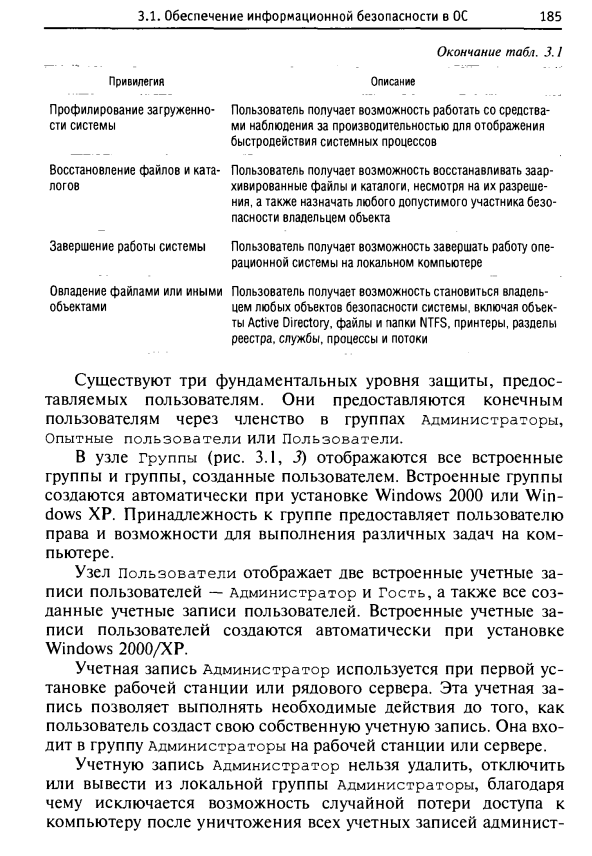 3.1. Обеспечение информационной безопасности в ОС 185
Окончание табл. 3.1
Привилегия Описание
Профилирование загруженно- Пользователь получает возможность работать со средства-
сти системы ми наблюдения за производительностью для отображения
быстродействия системных процессов
Восстановление файлов и ката- Пользователь получает возможность восстанавливать заар-
логов хивированные файлы и каталоги, несмотря на их разреше-
ния, а также назначать любого допустимого участника безо-
пасности владельцем объекта
Завершение работы системы Пользователь получает возможность завершать работу опе-
рационной системы на локальном компьютере
Овладение файлами или иными Пользователь получает возможность становиться владель-
объектами цем любых объектов безопасности системы, включая объек-
ты Active Directory, файлы и папки NTFS, принтеры, разделы
реестра, службы, процессы и потоки
Существуют три фундаментальных уровня защиты, предос-
тавляемых пользователям. Они предоставляются конечным
пользователям через членство в группах Администраторы,
Опытные пользователи или Пользователи.
В узле Группы (рис. 3.1, 3) отображаются все встроенные
группы и группы, созданные пользователем. Встроенные группы
создаются автоматически при установке Windows 2000 или Win-
dows XP. Принадлежность к группе предоставляет пользователю
права и возможности для выполнения различных задач на ком-
пьютере.
Узел Пользователи отображает две встроенные учетные за-
писи пользователей — Администратор и Гость, а также все соз-
данные учетные записи пользователей. Встроенные учетные за-
писи пользователей создаются автоматически при установке
Windows 2000/XP.
Учетная запись Администратор используется при первой ус-
тановке рабочей станции или рядового сервера. Эта учетная за-
пись позволяет выполнять необходимые действия до того, как
пользователь создаст свою собственную учетную запись. Она вхо-
дит в группу Администраторы на рабочей станции или сервере.
Учетную запись Администратор нельзя удалить, отключить
или вывести из локальной группы Администраторы, благодаря
чему исключается возможность случайной потери доступа к
компьютеру после уничтожения всех учетных записей админист-